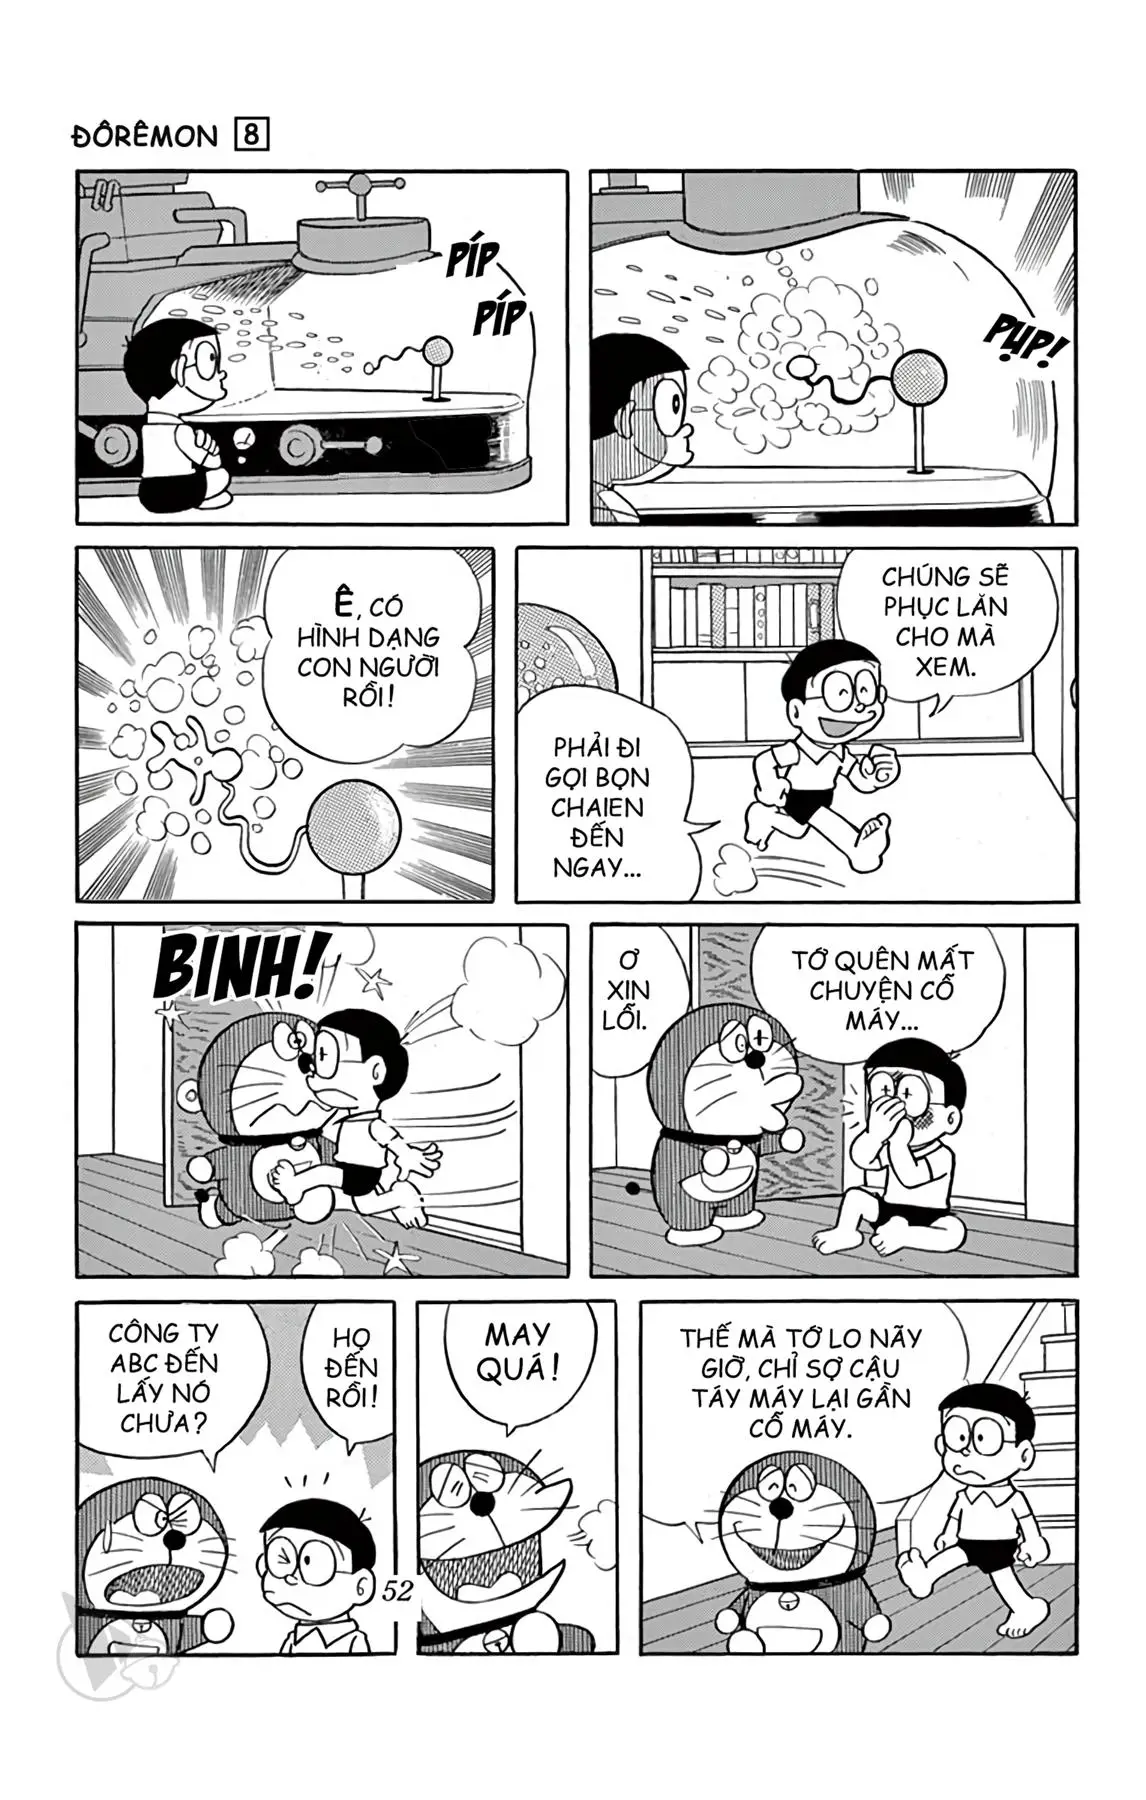 ĐÔRÊMON 8
PÍP
PÍP
PỤP!
Ê, CÓ
HÌNH DẠNG
CON NGƯỜI
RỒI!
CHÚNG SẼ
PHỤC LĂN
CHO MÀ
XEM.
PHẢI ĐI
GỌI BỌN
CHAIEN
ĐẾN
NGAY...
BINH!
Ơ
XIN
LỖI.
TỚ QUÊN MẤT
CHUYỆN CỖ
MÁY...
CÔNG TY
ABC ĐẾN
LẤY NÓ
CHƯA?
HỌ
ĐẾN
RỒI!
MAY
QUÁ!
THẾ MÀ TỚ LO NÃY
GIỜ, CHỈ SỢ CẬU
TÁY MÁY LẠI GẦN
CỖ MÁY.
52